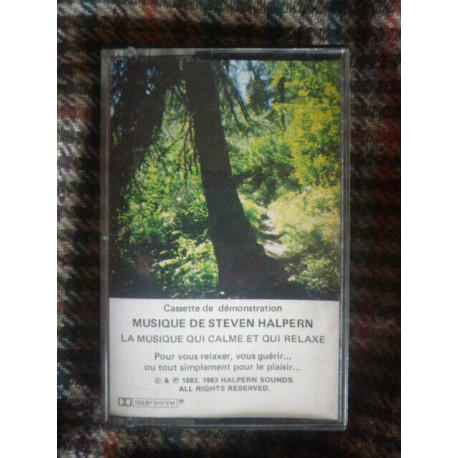 Cassette de démonstration
MUSIQUE DE STEVEN HALPERN
LA MUSIQUE QUI CALME ET QUI RELAXE
Pour vous relaxer, vous guérir...
ou tout simplement pour le plaisir...
© & ℗ 1982, 1983 HALPERN SOUNDS.
ALL RIGHTS RESERVED.
DOLBY SYSTEM ®